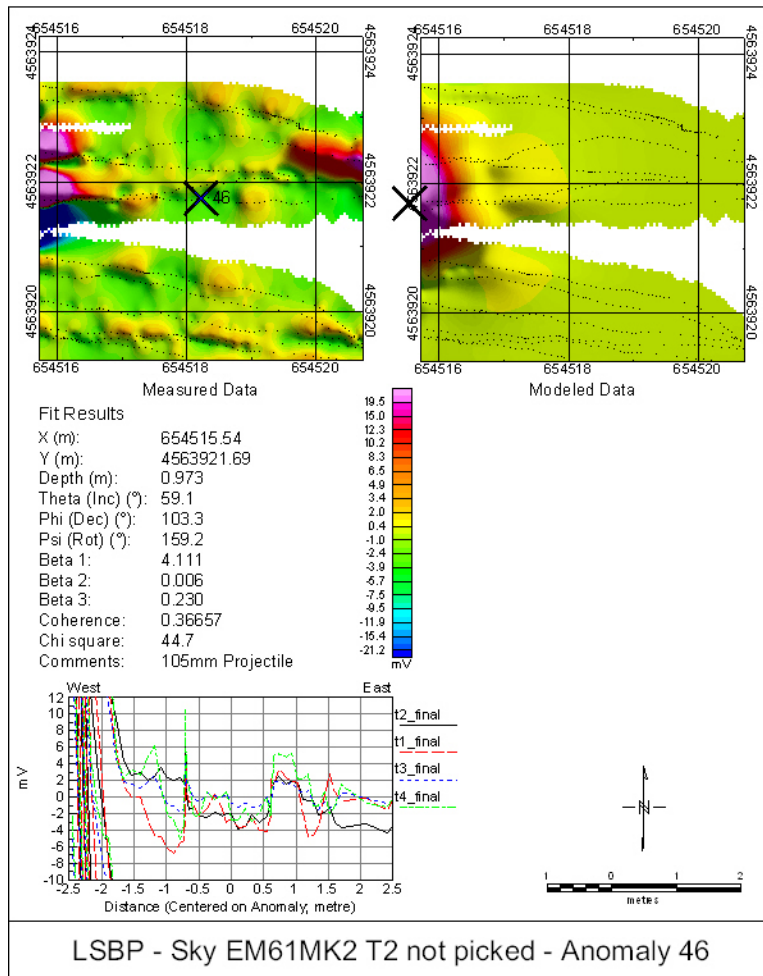 654516 654518 654520 654516 654518 654520
4563924 4563924 4563924 4563924
4563922 4563922 4563922 4563922
46
4563920 4563920 4563920 4563920
654516 654518 654520 654516 654518 654520
Measured Data Modeled Data
Fit Results
X (m): 654515.54
Y (m): 4563921.69
Depth (m): 0.973
Theta (Inc) (°): 59.1
Phi (Dec) (°): 103.3
Psi (Rot) (°): 159.2
Beta 1: 4.111
Beta 2: 0.006
Beta 3: 0.230
Coherence: 0.36657
Chi square: 44.7
Comments: 105mm Projectile
19.5
15.0
12.3
10.2
8.3
6.5
4.9
3.4
2.0
0.4
-1.0
-2.4
-3.9
-5.7
-7.5
-9.5
-11.9
-15.4
-21.2
mV
West East
12
10
8
6
4
2
0
-2
-4
-6
-8
-10
mV
-2.5 -2 -1.5 -1 -0.5 0 0.5 1 1.5 2 2.5
Distance (Centered on Anomaly; metre)
t2_final
t1_final
t3_final
t4_final
N
1 0 1 2
metres
LSBP - Sky EM61MK2 T2 not picked - Anomaly 46